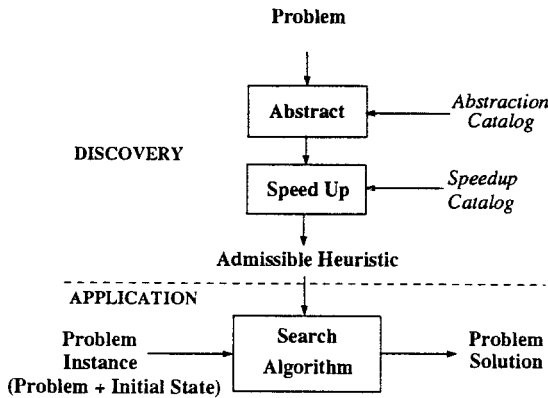 Problem
Abstract
Abstraction
Catalog
DISCOVERY
Speed Up
Speedup
Catalog
Admissible Heuristic
APPLICATION
Problem
Instance
(Problem + Initial State)
Search
Algorithm
Problem
Solution